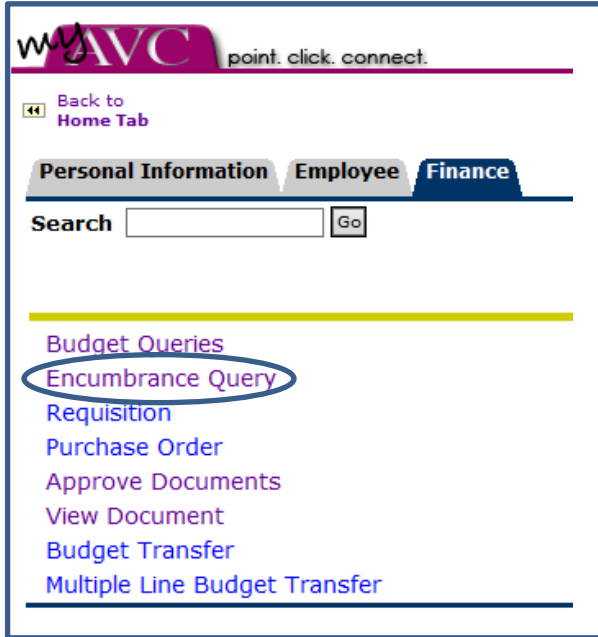 myAVC point. click. connect.
Back to
Home Tab
Personal Information Employee Finance
Search Go
Budget Queries
Encumbrance Query
Requisition
Purchase Order
Approve Documents
View Document
Budget Transfer
Multiple Line Budget Transfer